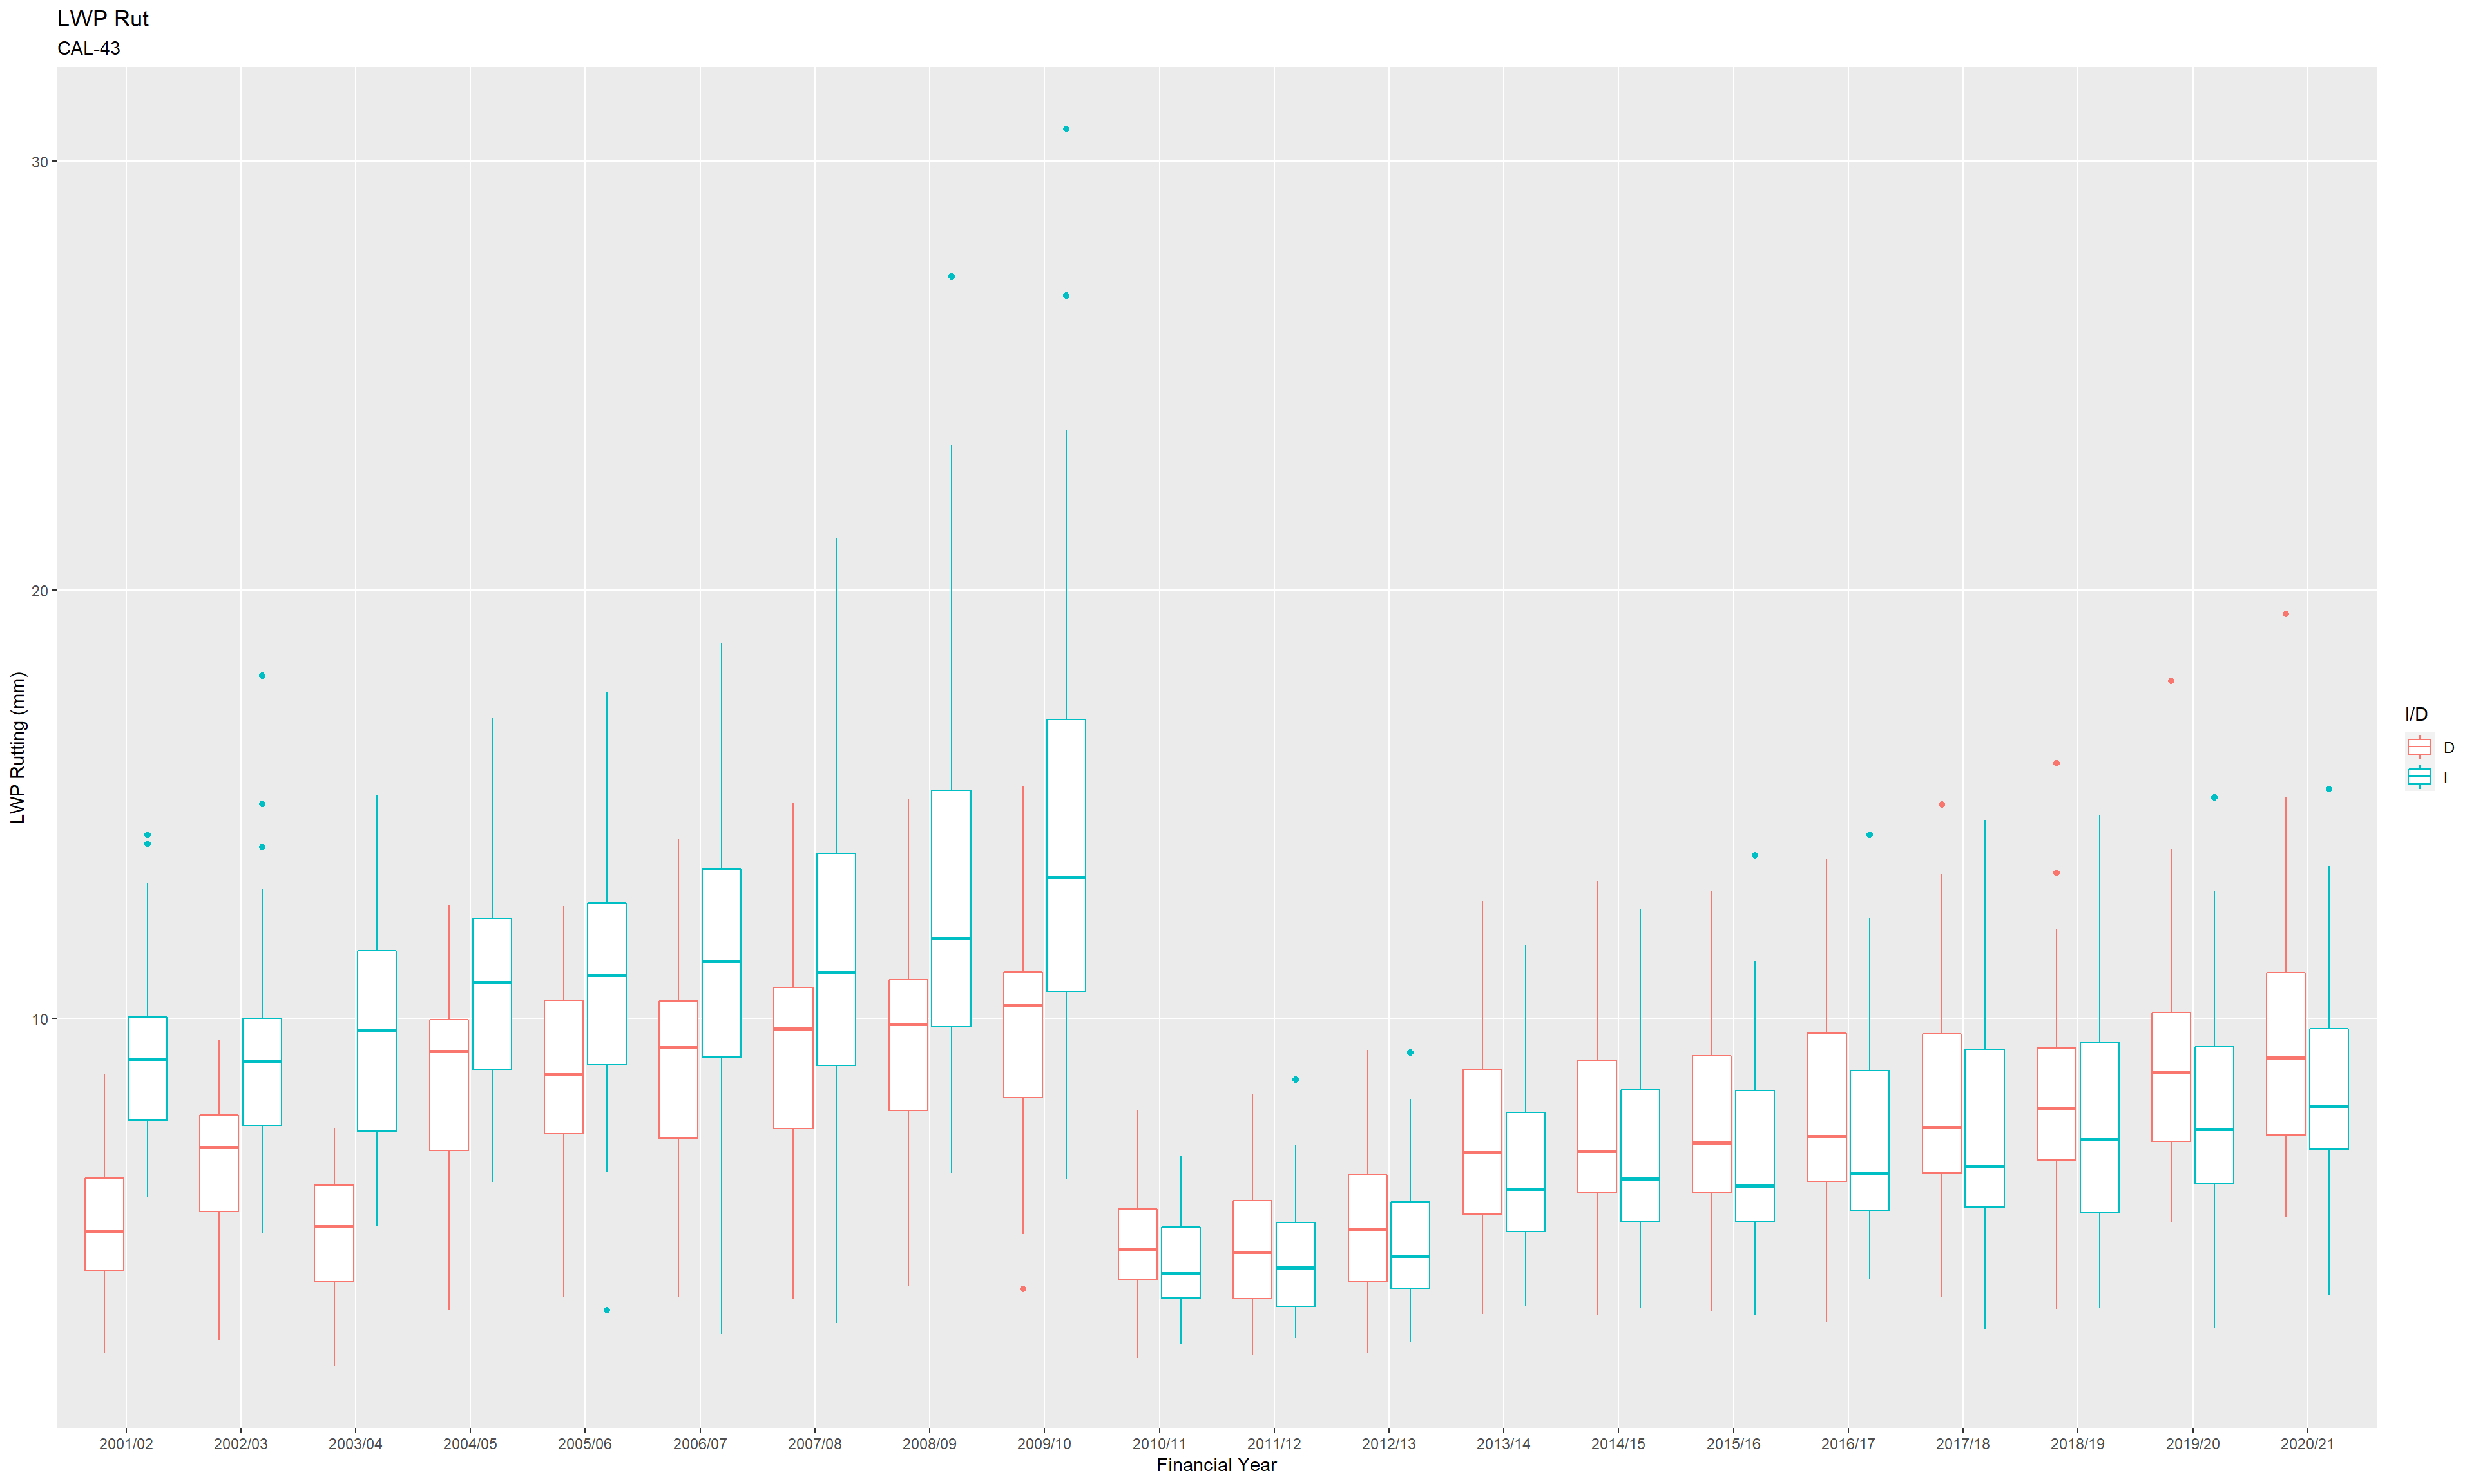 LWP Rut
CAL-43
LWP Rutting (mm)
30
20
10
2001/02 2002/03 2003/04 2004/05 2005/06 2006/07 2007/08 2008/09 2009/10 2010/11 2011/12 2012/13 2013/14 2014/15 2015/16 2016/17 2017/18 2018/19 2019/20 2020/21
Financial Year
I/D
D
I